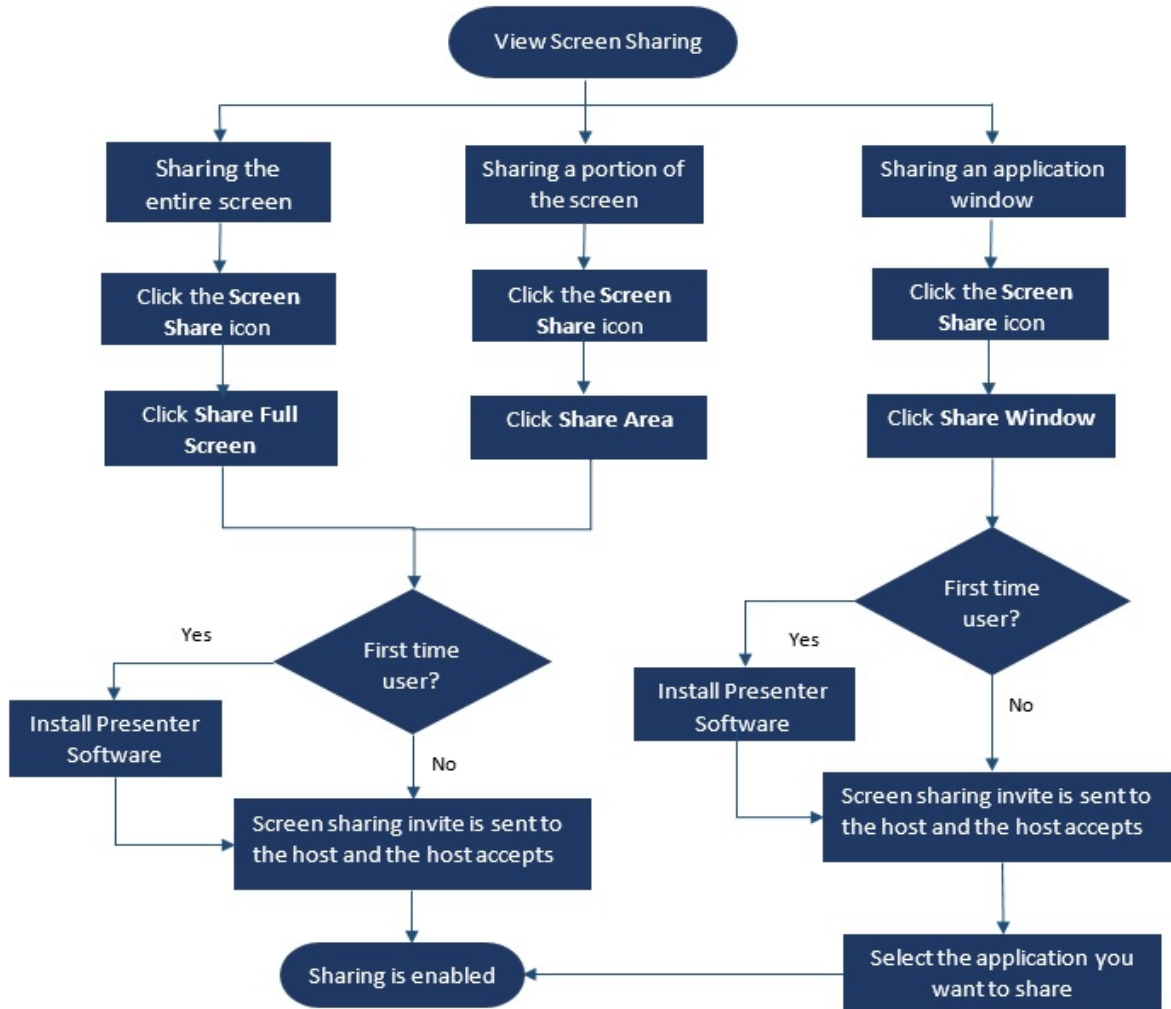 View Screen Sharing
Sharing the
entire screen
Sharing a portion of
the screen
Sharing an application
window
Click the Screen
Share icon
Click the Screen
Share icon
Click the Screen
Share icon
Click Share Full
Screen
Click Share Area
Click Share Window
First time
user?
Yes
No
Install Presenter
Software
Screen sharing invite is sent to
the host and the host accepts
First time
user?
Yes
No
Install Presenter
Software
Screen sharing invite is sent to
the host and the host accepts
Select the application you
want to share
Sharing is enabled